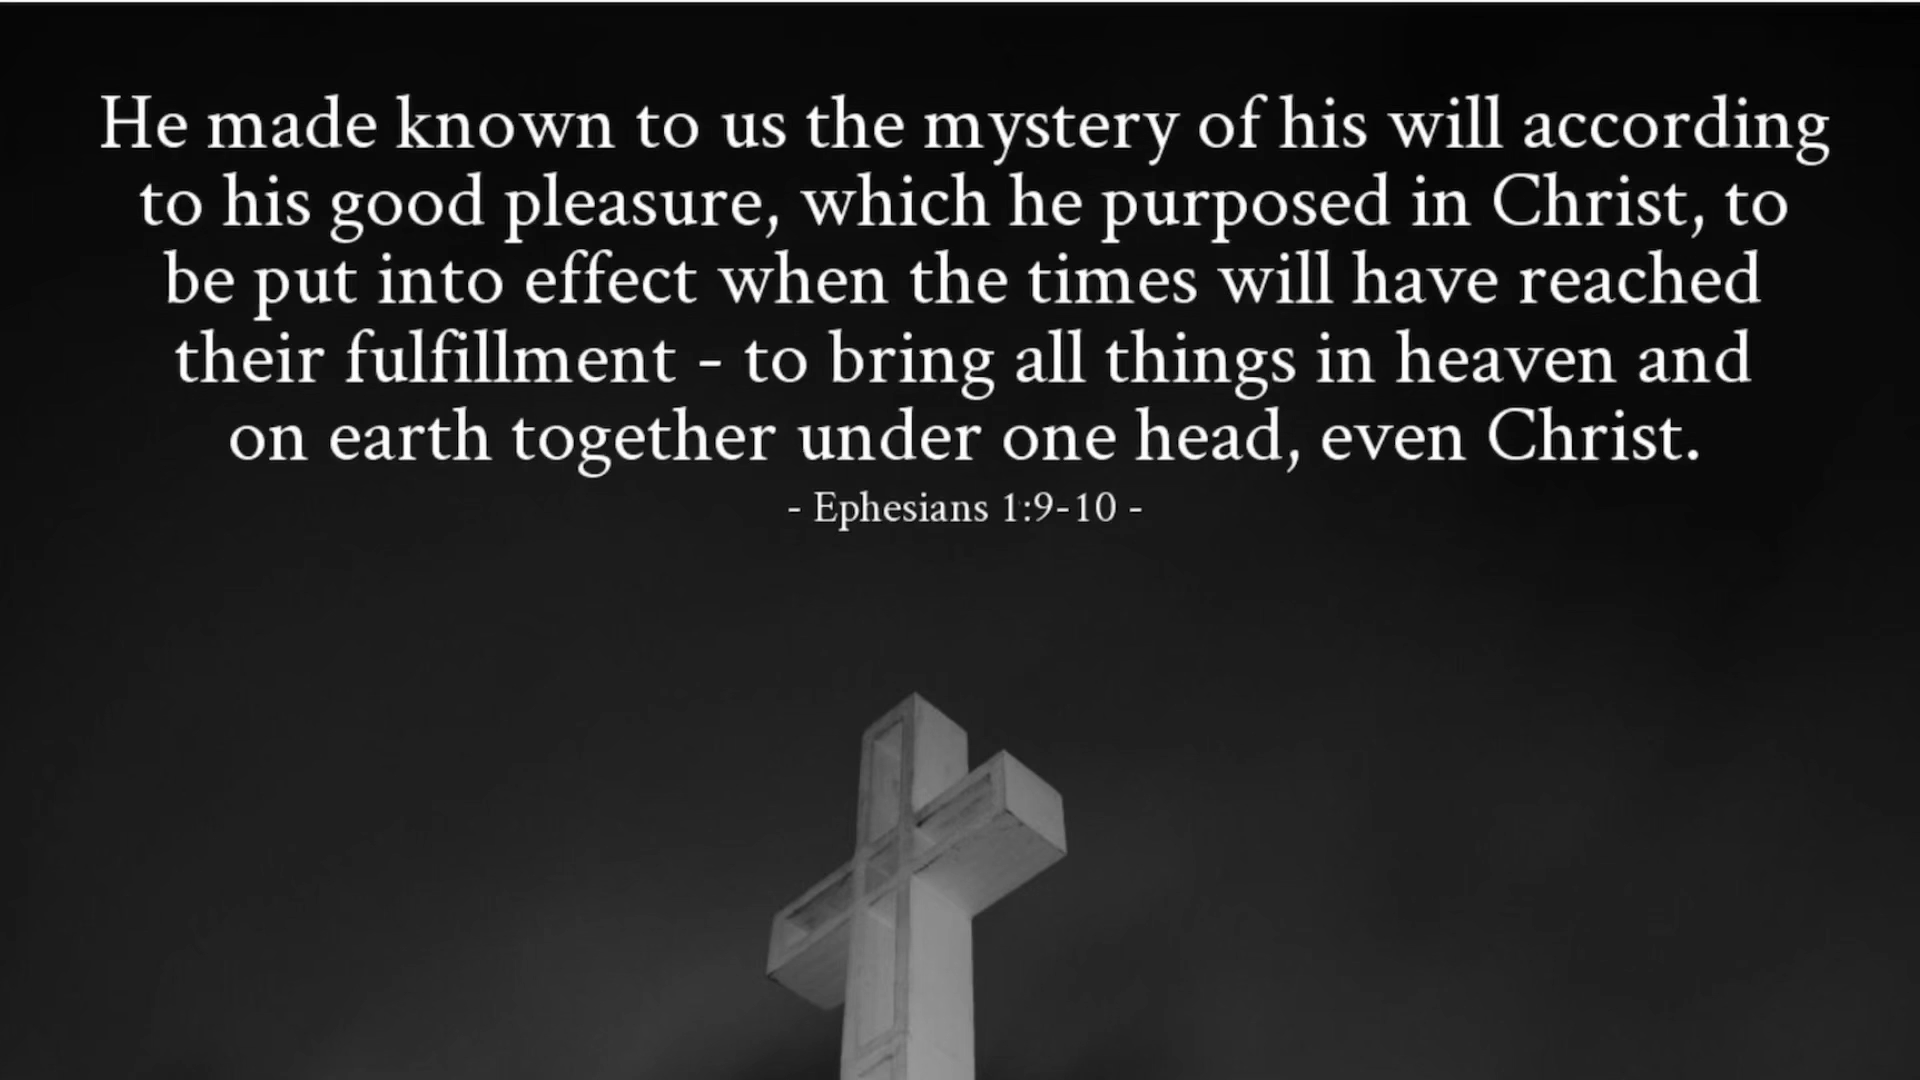 He made known to us the mystery of his will according
to his good pleasure, which he purposed in Christ, to
be put into effect when the times will have reached
their fulfillment - to bring all things in heaven and
on earth together under one head, even Christ.
- Ephesians 1:9-10 -